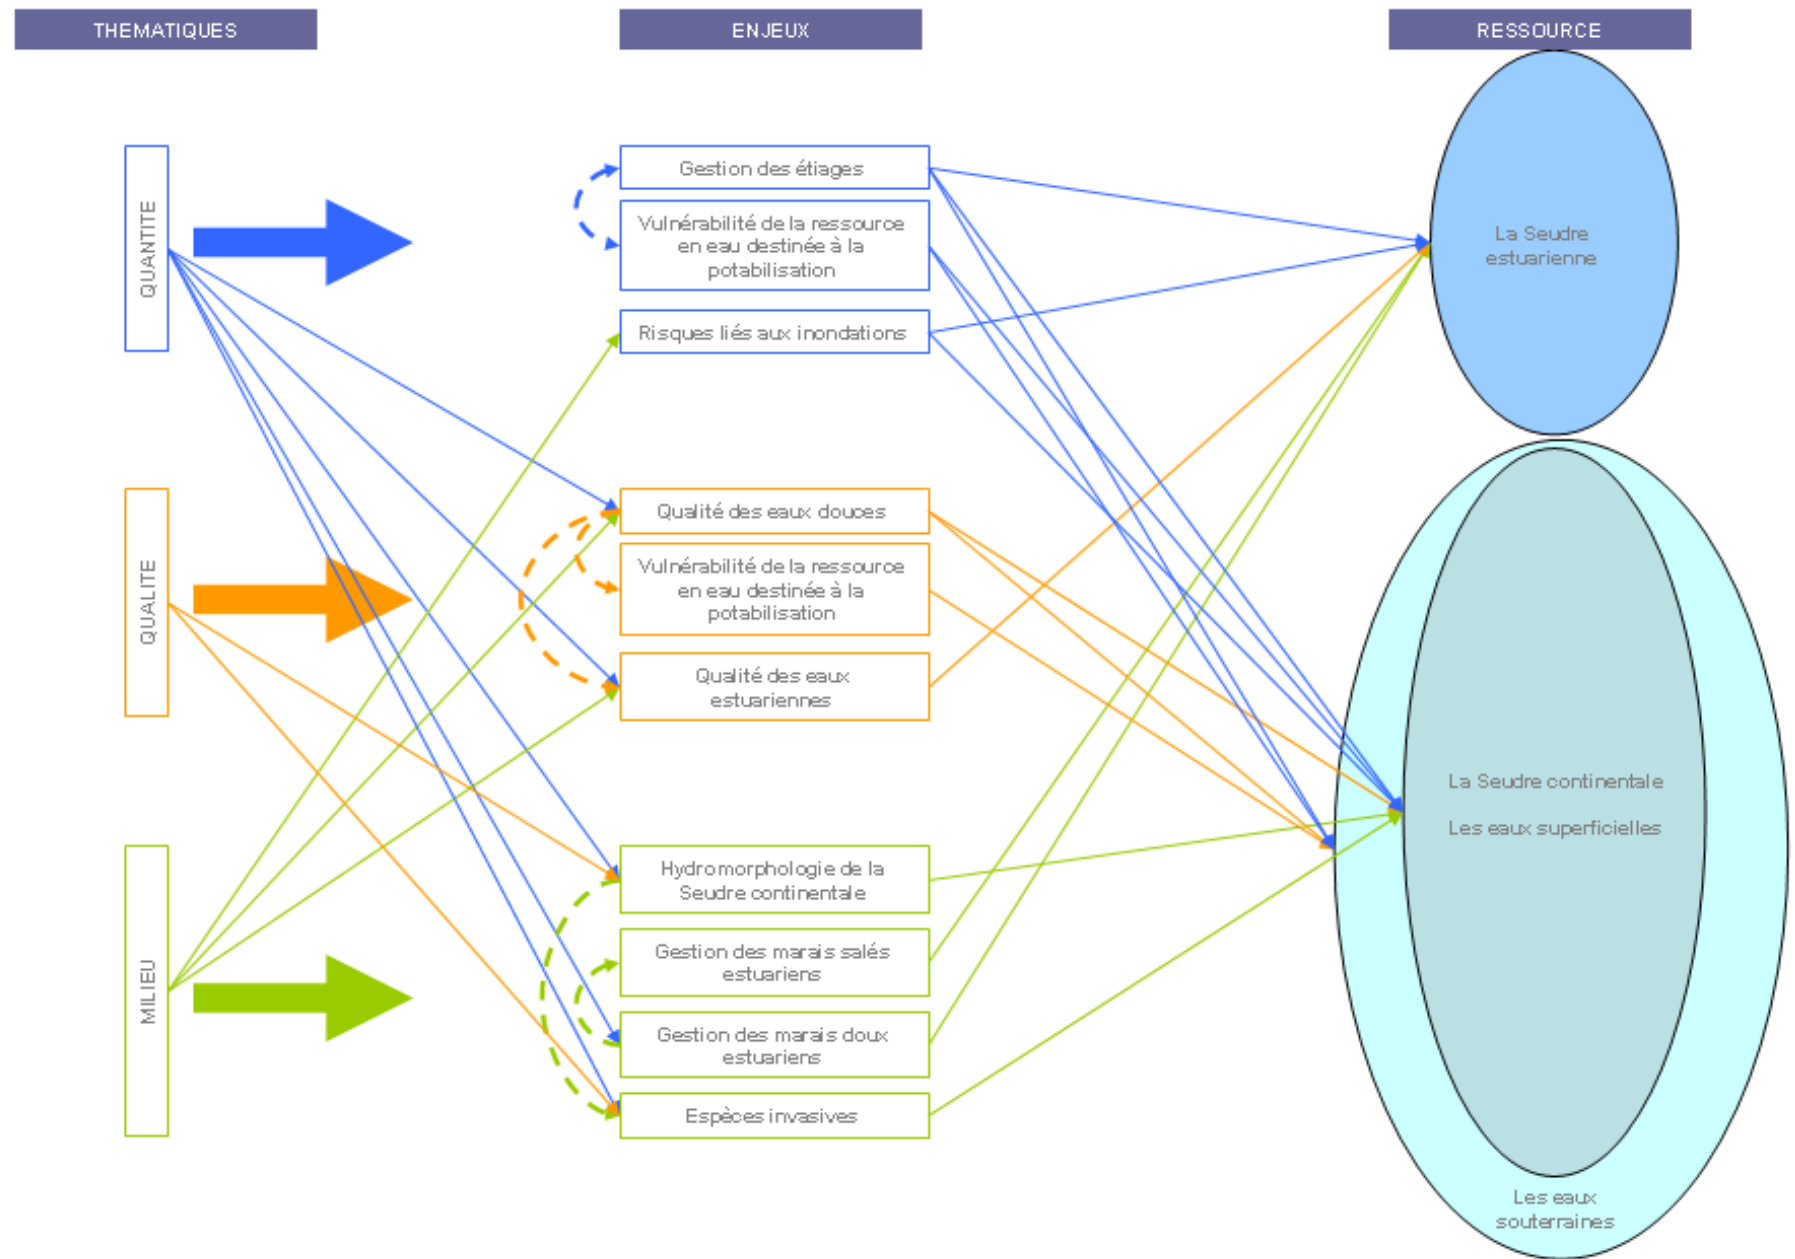 THEMATIQUES
ENJEUX
RESSOURCE
QUANTITE
Gestion des étiages
Vulnérabilité de la ressource
en eau destinée à la
potabilisation
Risques liés aux inondations
La Seudre
estuarienne
QUALITE
Qualité des eaux douces
Vulnérabilité de la ressource
en eau destinée à la
potabilisation
Qualité des eaux
estuariennes
La Seudre continentale
Les eaux superficielles
MILIEU
Hydromorphologie de la
Seudre continentale
Gestion des marais salés
estuariens
Gestion des marais doux
estuariens
Espèces invasives
Les eaux
souterraines